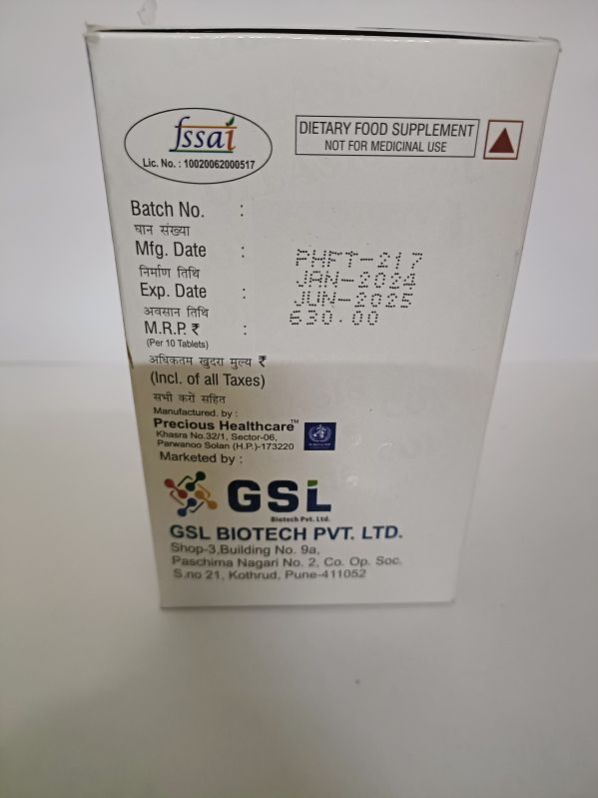 fssai
Lic. No. : 10020062000517
DIETARY FOOD SUPPLEMENT
NOT FOR MEDICINAL USE
Batch No. :
घान संख्या
Mfg. Date :
निर्माण तिथि
Exp. Date :
अवसान तिथि
M.R.P. ₹ :
(Per 10 Tablets)
अधिकतम खुदरा मुल्य ₹
(Incl. of all Taxes)
सभी करों सहित
PHFT-217
JAN-2024
JUN-2025
630.00
Manufactured. by :
Precious Healthcare™
Khasra No.32/1, Sector-06,
Parwanoo Solan (H.P.)-173220
Marketed by :
GSL
Biotech Pvt. Ltd.
GSL BIOTECH PVT. LTD.
Shop-3,Building No. 9a,
Paschima Nagari No. 2, Co. Op. Soc.
S.no 21, Kothrud, Pune-411052